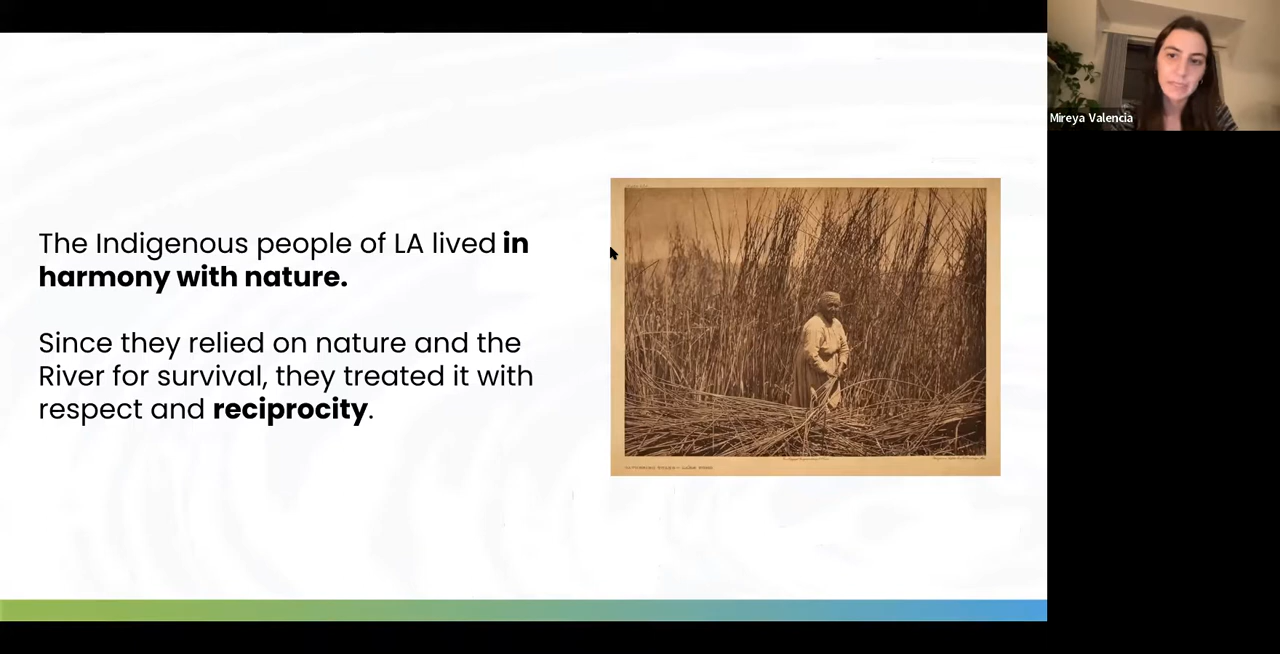 The Indigenous people of LA lived in
harmony with nature.
Since they relied on nature and the
River for survival, they treated it with
respect and reciprocity.
Mireya Valencia